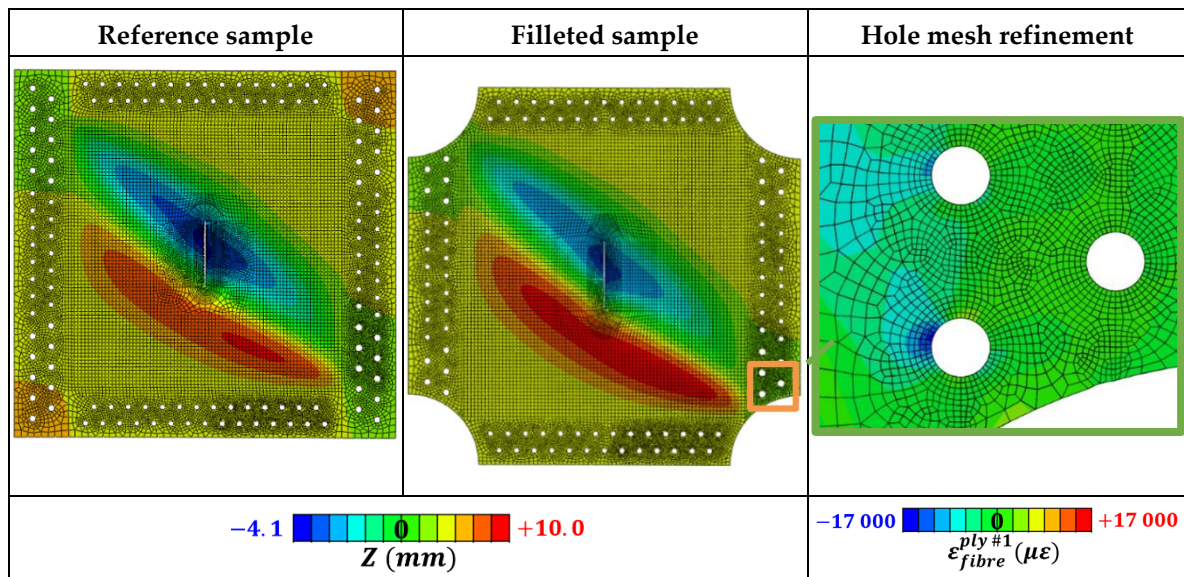 Reference sample
Filleted sample
Hole mesh refinement
−4.1 0 +10.0
Z (mm)
−17 000 0 +17 000
ε_fibre^ply #1 (με)